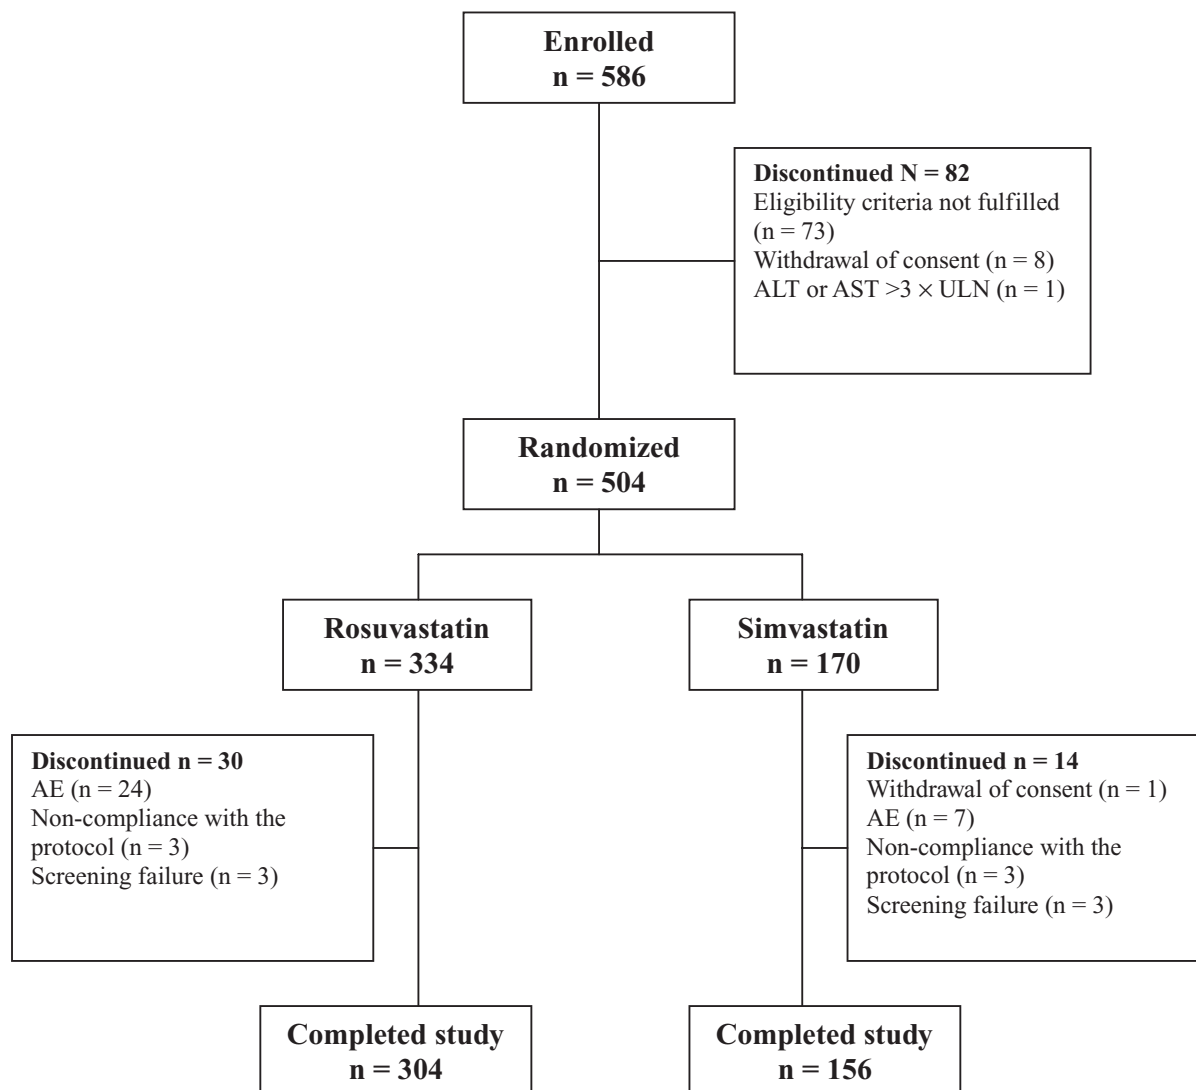 Enrolled
n = 586
Discontinued N = 82
Eligibility criteria not fulfilled
(n = 73)
Withdrawal of consent (n = 8)
ALT or AST >3 × ULN (n = 1)
Randomized
n = 504
Rosuvastatin
n = 334
Simvastatin
n = 170
Discontinued n = 30
AE (n = 24)
Non-compliance with the
protocol (n = 3)
Screening failure (n = 3)
Discontinued n = 14
Withdrawal of consent (n = 1)
AE (n = 7)
Non-compliance with the
protocol (n = 3)
Screening failure (n = 3)
Completed study
n = 304
Completed study
n = 156